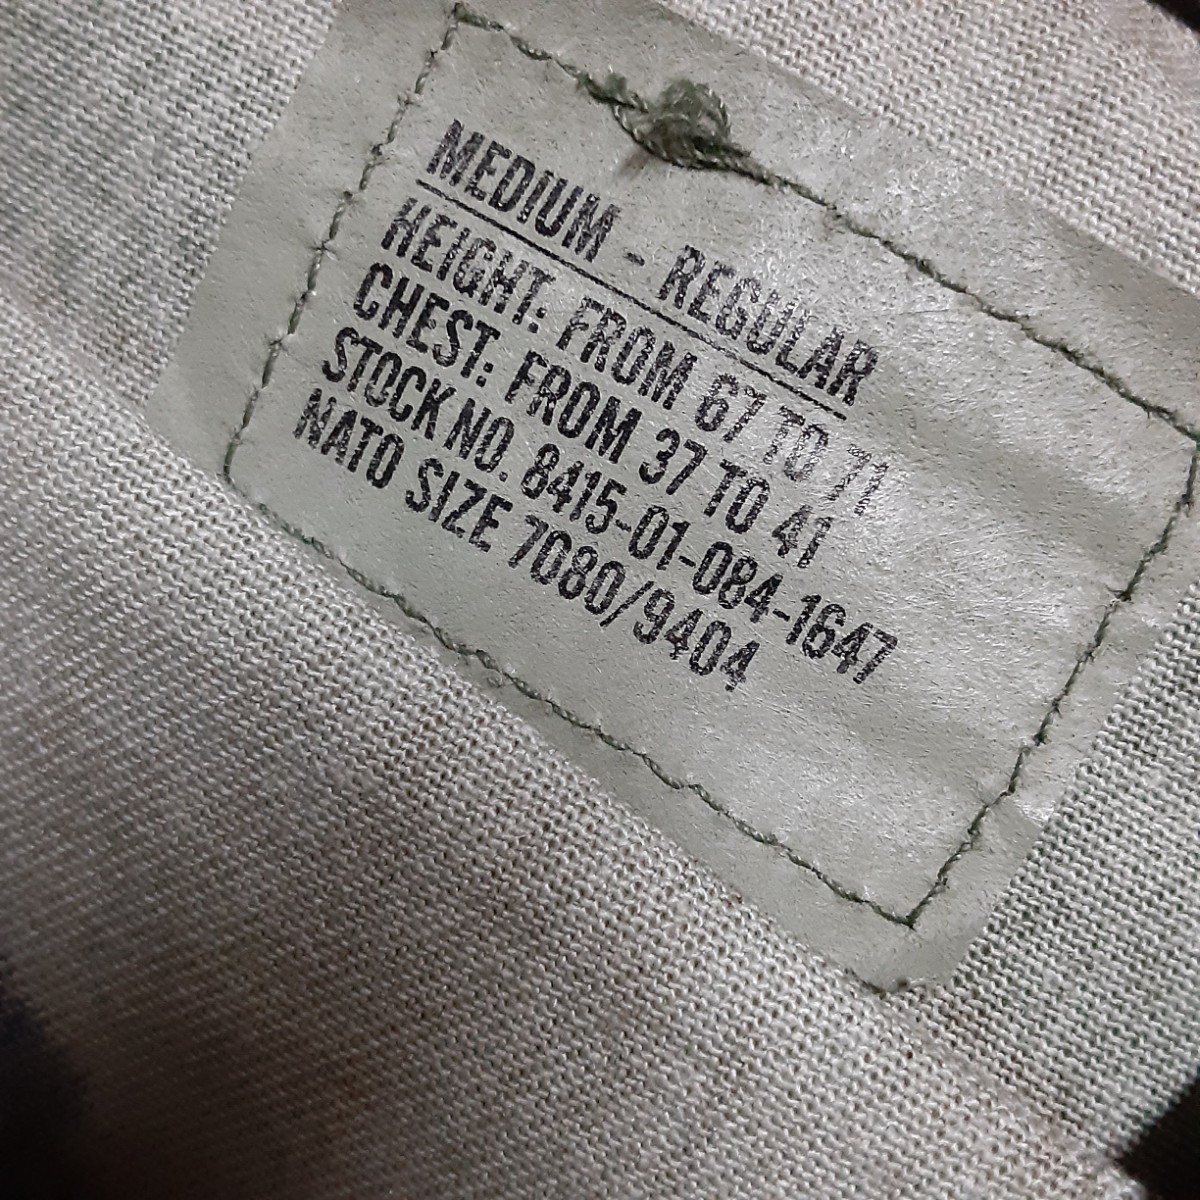 MEDIUM - REGULAR
HEIGHT: FROM 67 TO 71
CHEST: FROM 37 TO 41
STOCK NO. 8415-01-084-1647
NATO SIZE 7080/9404